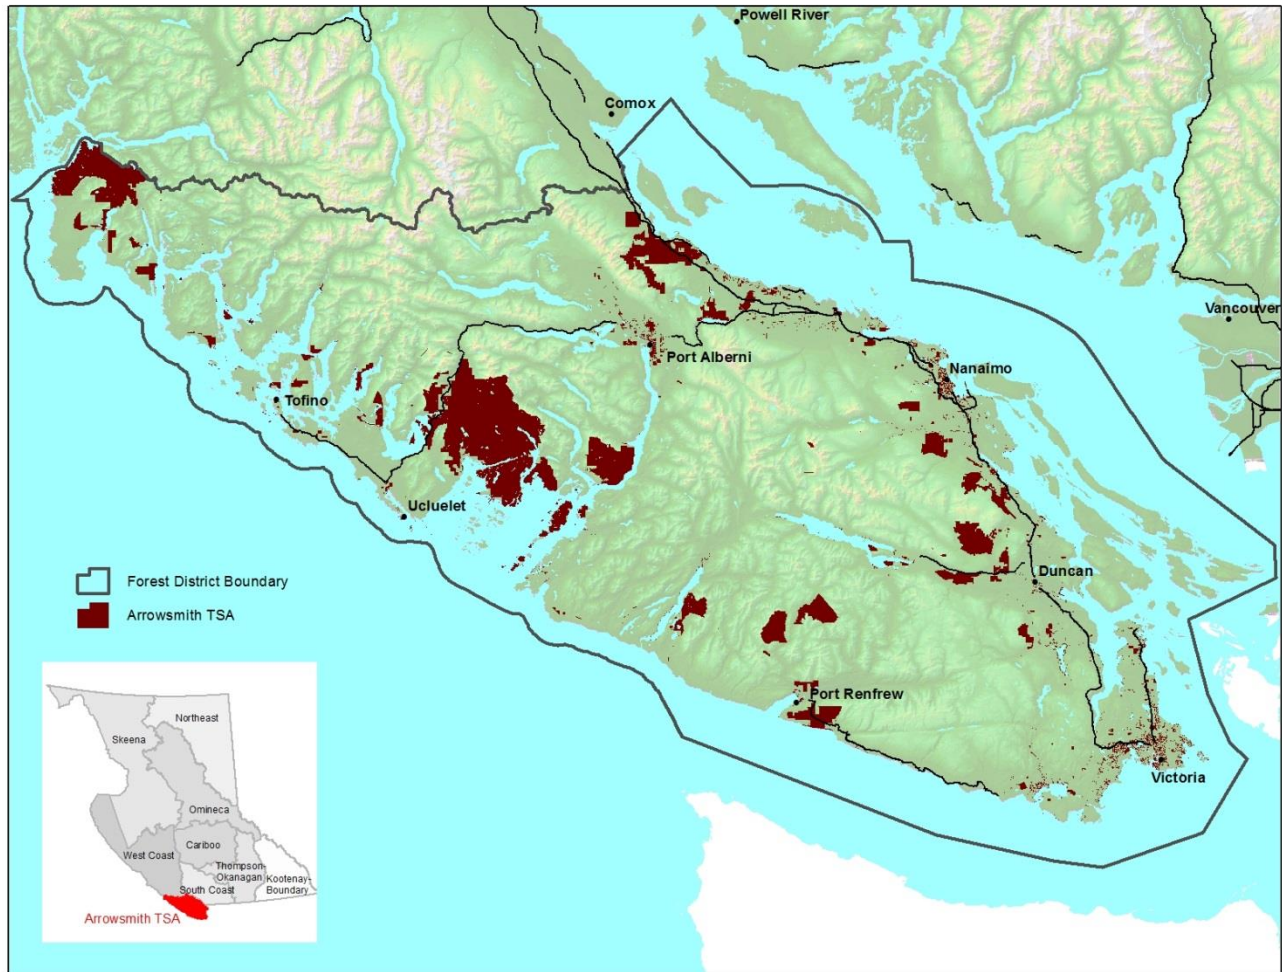 Powell River
Comox
Vancouver
Port Alberni
Nanaimo
Tofino
Ucluelet
Duncan
Port Renfrew
Victoria
Forest District Boundary
Arrowsmith TSA
Northeast
Skeena
Omineca
West Coast
Cariboo
Thompson-
Okanagan
Kootenay-
Boundary
South Coast
Arrowsmith TSA